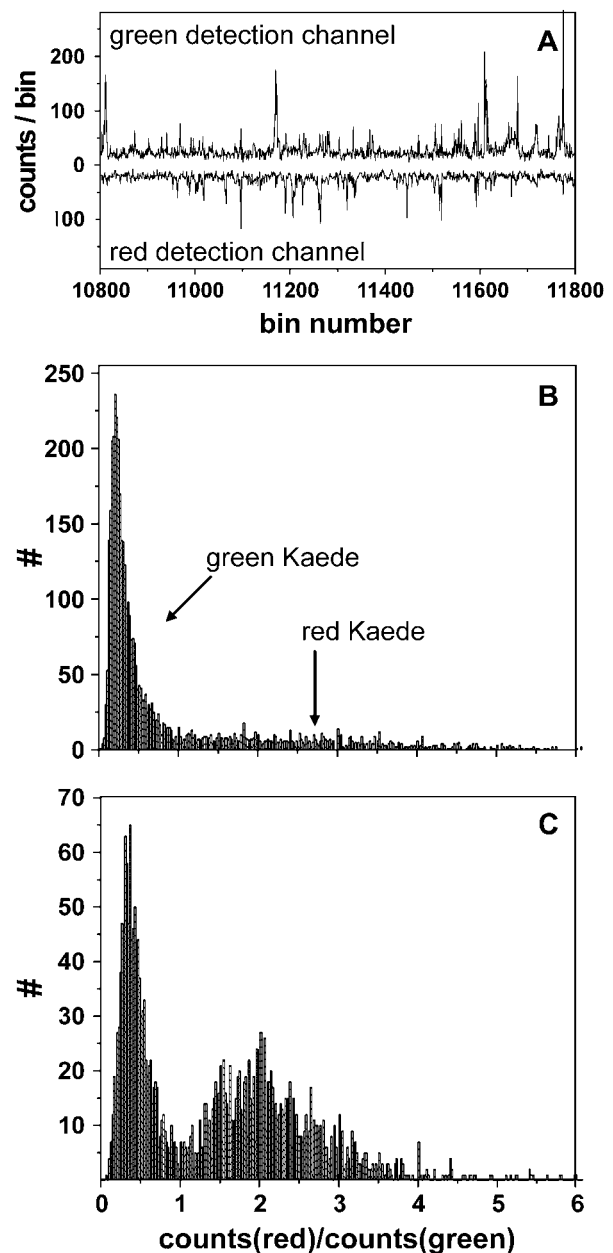 green detection channel
A
200
100
0
100
counts / bin
red detection channel
10800 11000 11200 11400 11600 11800
bin number
250
200
150
100
50
0
#
B
green Kaede
red Kaede
70
60
50
40
30
20
10
#
C
0 1 2 3 4 5 6
counts(red)/counts(green)